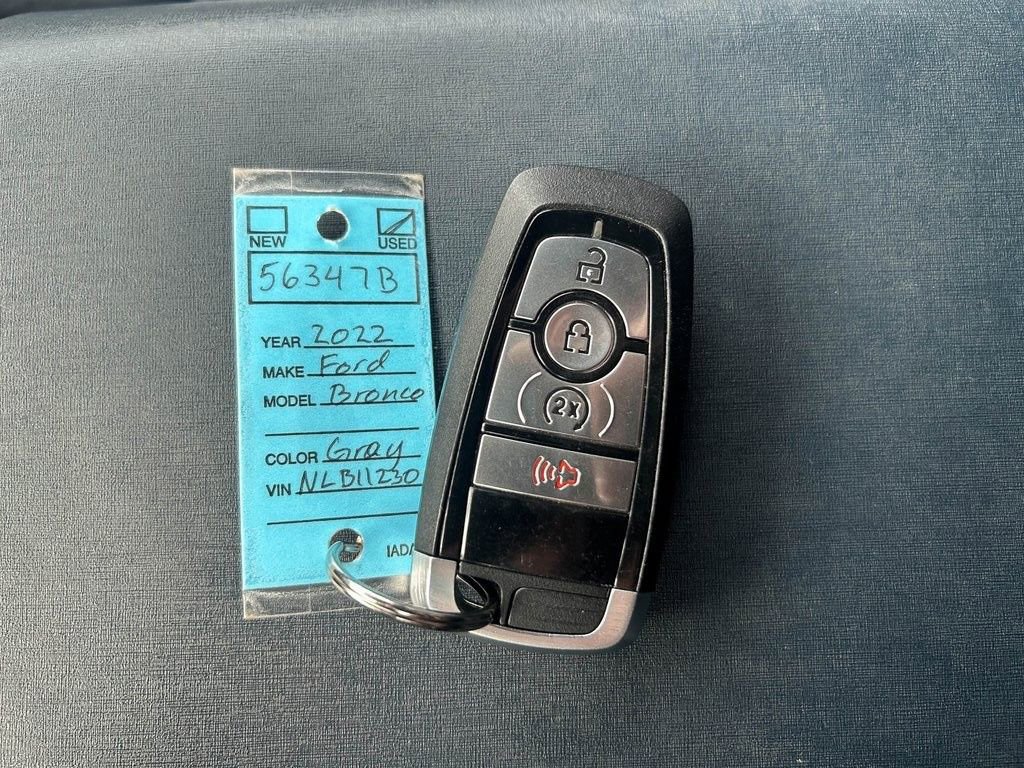 NEW USED
56347B
YEAR 2022
MAKE Ford
MODEL Bronco
COLOR Gray
VIN NLB11230
IADA
2x